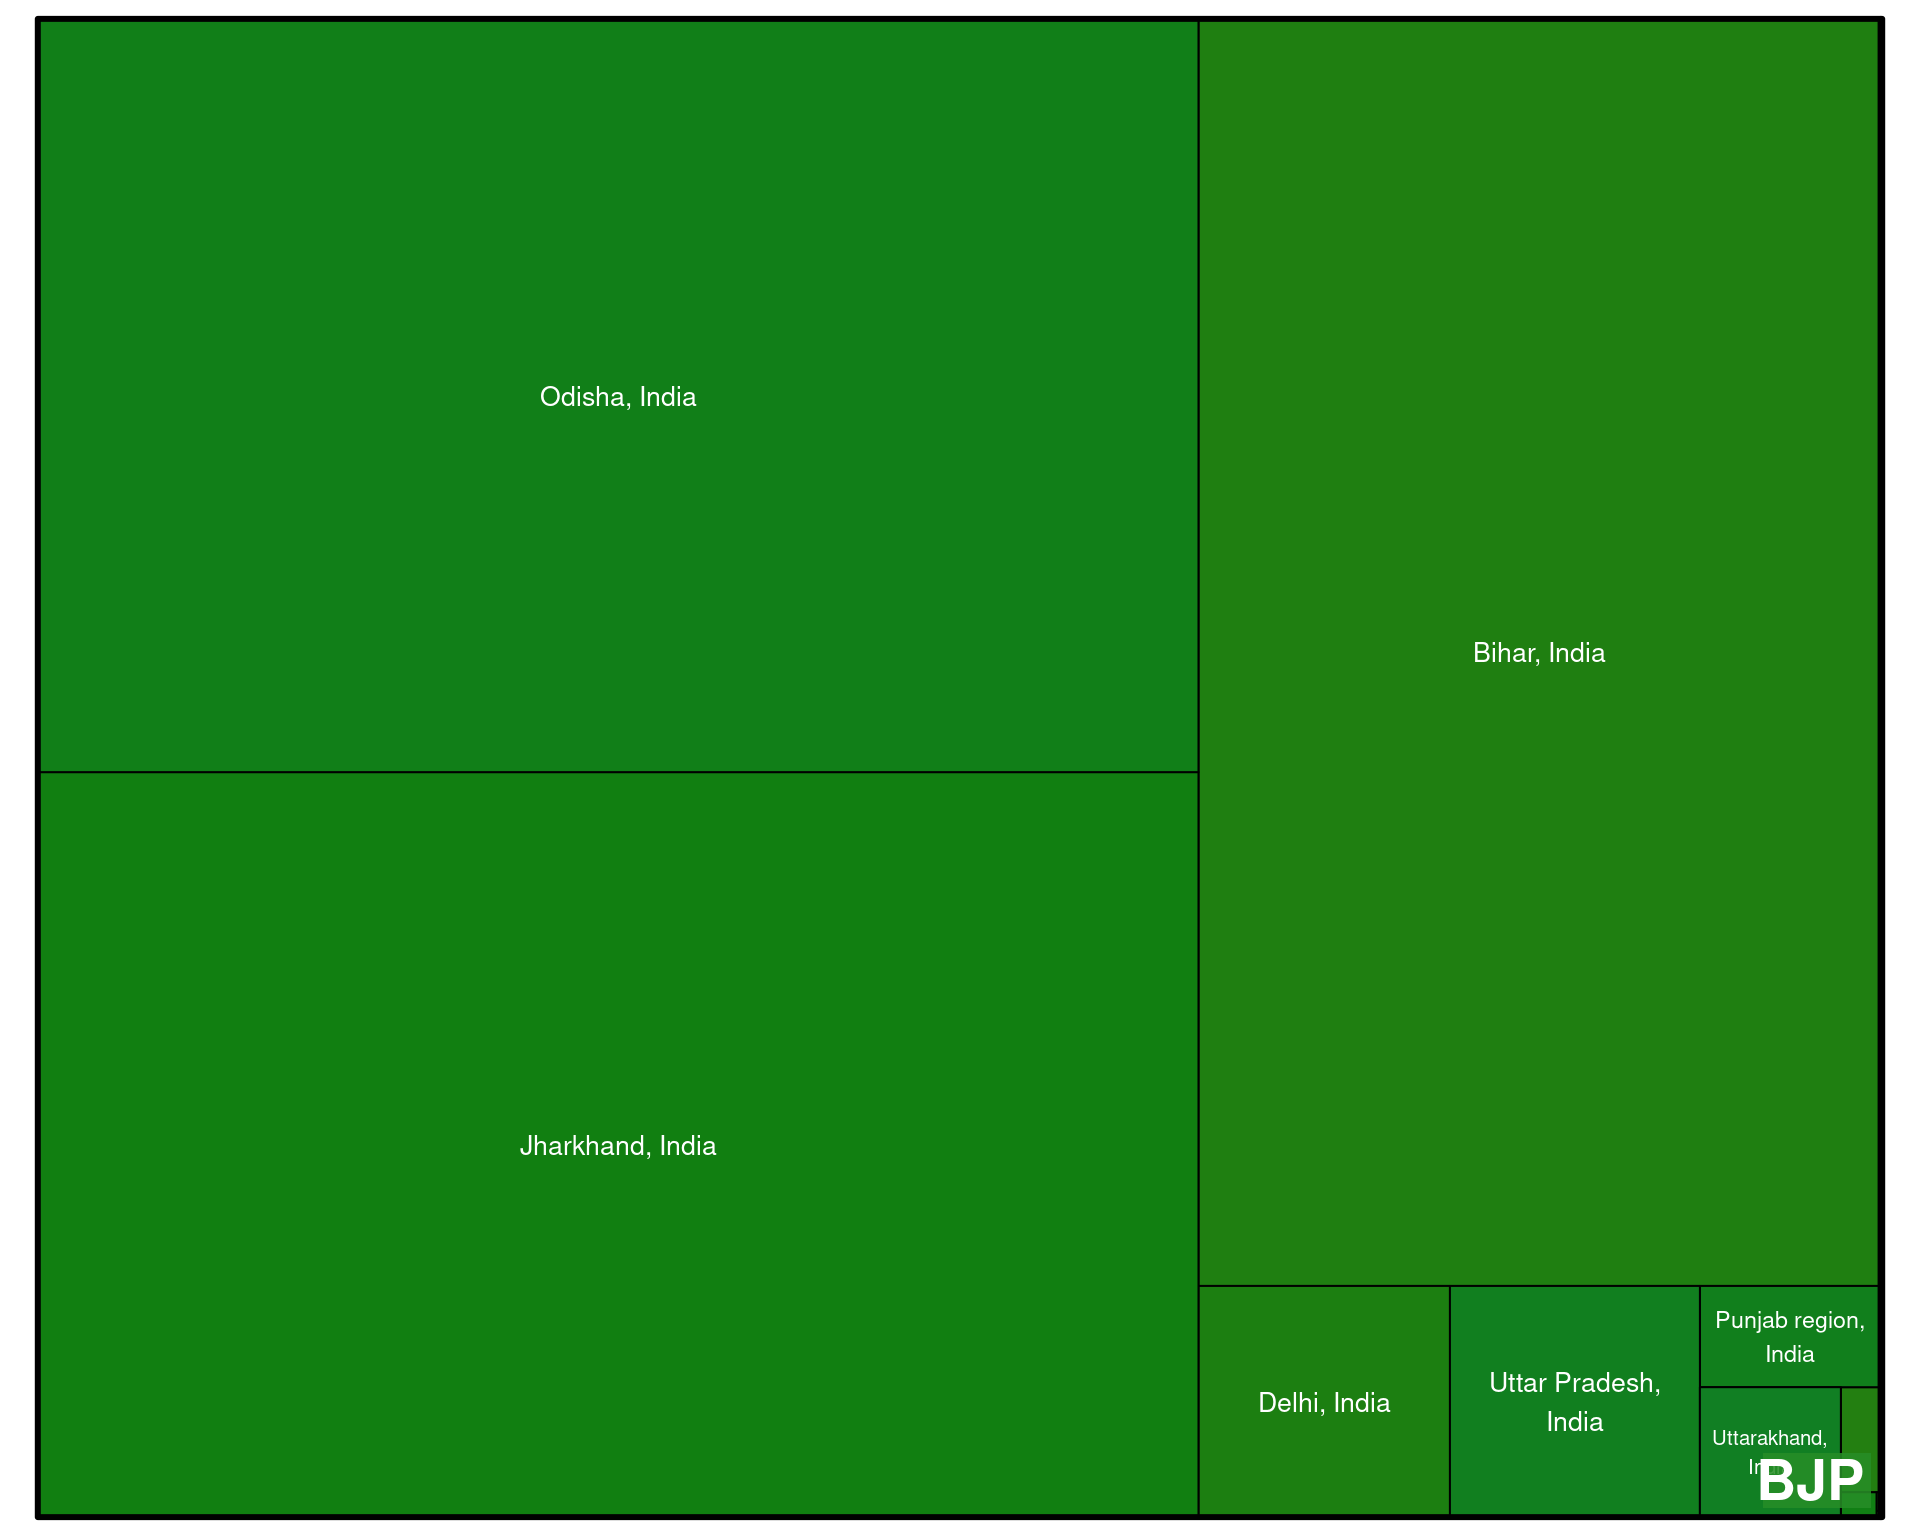 Odisha, India
Bihar, India
Jharkhand, India
Punjab region,
India
Uttar Pradesh,
India
Delhi, India
Uttarakhand,
BJP